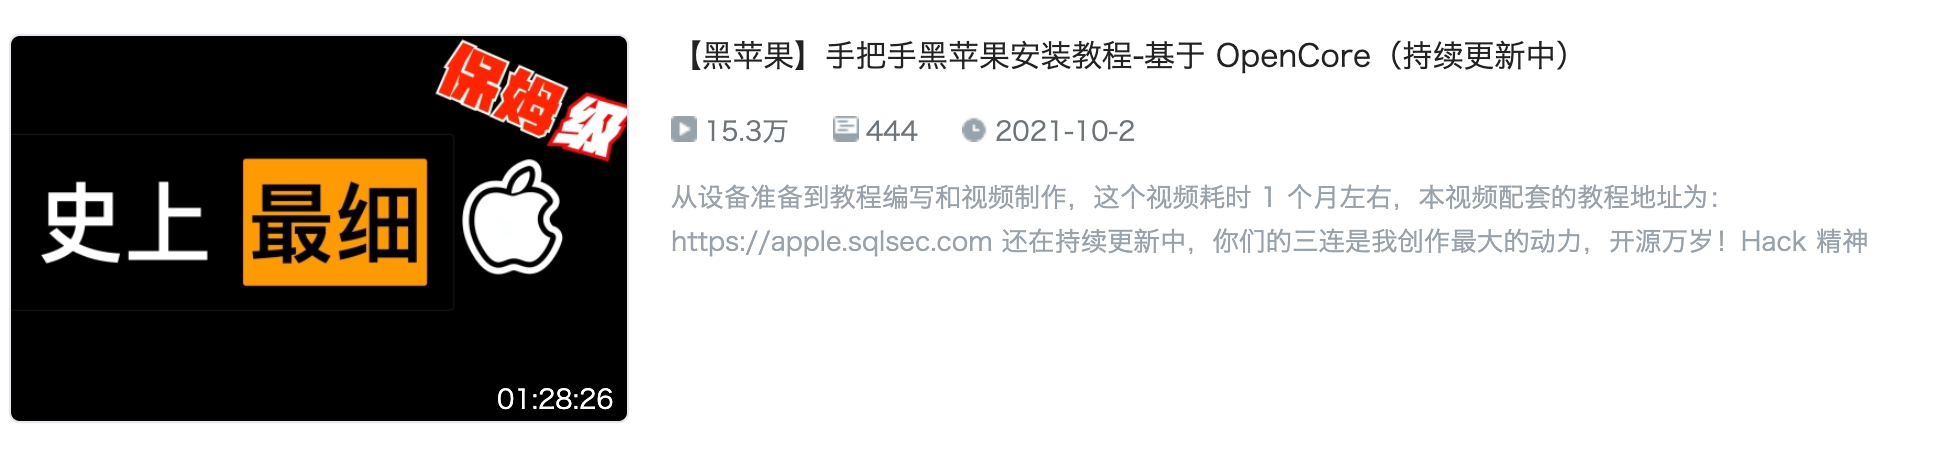 保姆级
史上 最细
01:28:26
【黑苹果】手把手黑苹果安装教程-基于 OpenCore（持续更新中）
15.3万 444 2021-10-2
从设备准备到教程编写和视频制作，这个视频耗时 1 个月左右，本视频配套的教程地址为：
https://apple.sqlsec.com 还在持续更新中，你们的三连是我创作最大的动力，开源万岁！Hack 精神